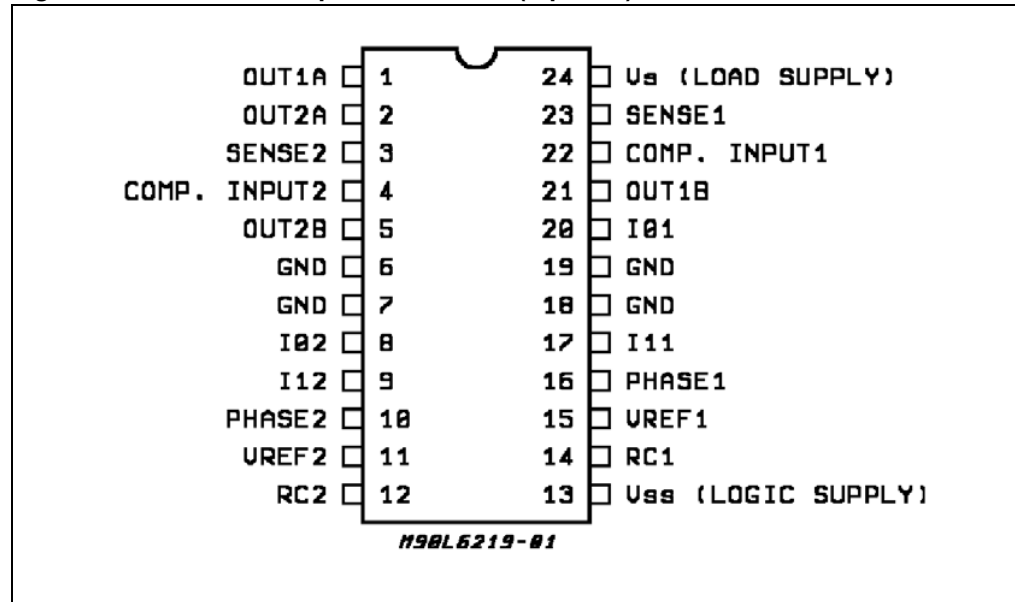 OUT1A 1 24 Vs (LOAD SUPPLY)
OUT2A 2 23 SENSE1
SENSE2 3 22 COMP. INPUT1
COMP. INPUT2 4 21 OUT1B
OUT2B 5 20 I01
GND 6 19 GND
GND 7 18 GND
I02 8 17 I11
I12 9 16 PHASE1
PHASE2 10 15 VREF1
VREF2 11 14 RC1
RC2 12 13 Vss (LOGIC SUPPLY)
M90L6219-01